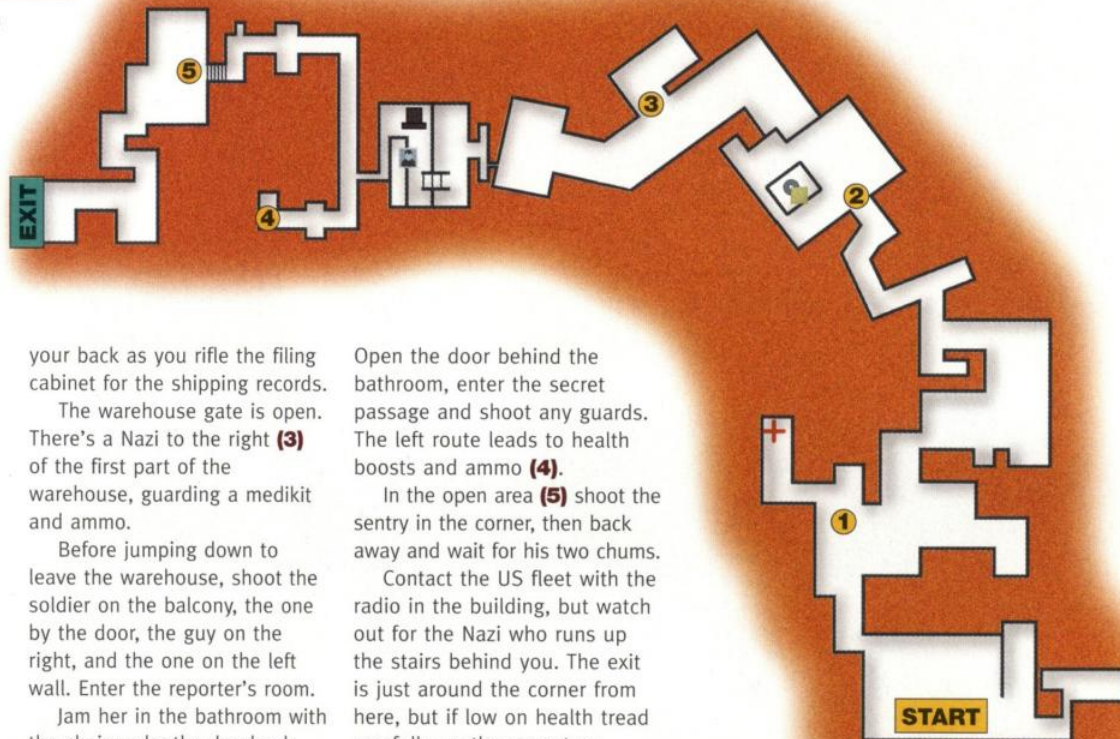 5
3
2
EXIT
4
your back as you rifle the filing
cabinet for the shipping records.
The warehouse gate is open.
There's a Nazi to the right (3)
of the first part of the
warehouse, guarding a medikit
and ammo.
Before jumping down to
leave the warehouse, shoot the
soldier on the balcony, the one
by the door, the guy on the
right, and the one on the left
wall. Enter the reporter's room.
Jam her in the bathroom with
the chair under the
Open the door behind the
bathroom, enter the secret
passage and shoot any guards.
The left route leads to health
boosts and ammo (4).
In the open area (5) shoot the
sentry in the corner, then back
away and wait for his two chums.
Contact the US fleet with the
radio in the building, but watch
out for the Nazi who runs up
the stairs behind you. The exit
is just around the corner from
here, but if low on health tread
carefully
1
START